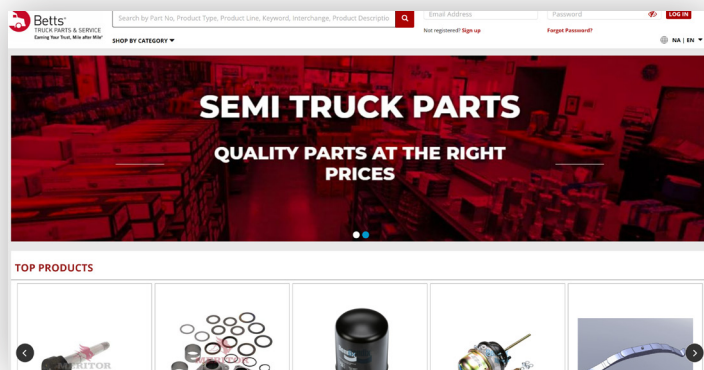 Betts®
TRUCK PARTS & SERVICE
Earning Your Trust, Mile after Mile®
Search by Part No, Product Type, Product Line, Keyword, Interchange, Product Descriptio
Email Address
Password
LOG IN
Not registered? Sign up
Forgot Password?
SHOP BY CATEGORY
NA | EN
SEMI TRUCK PARTS
QUALITY PARTS AT THE RIGHT
PRICES
TOP PRODUCTS
MERITOR
MERITOR
Bendix